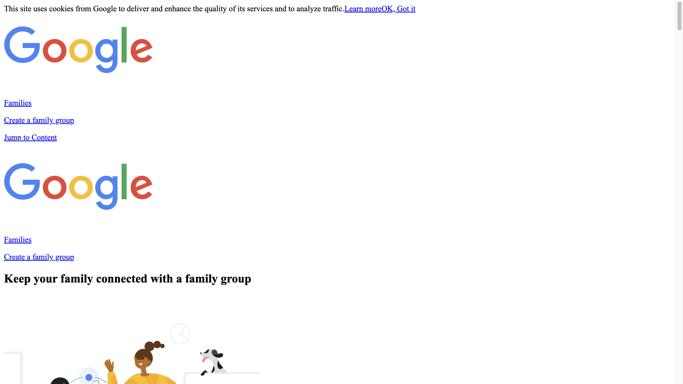 This site uses cookies from Google to deliver and enhance the quality of its services and to analyze traffic.Learn moreOK, Got it
Google
Families
Create a family group
Jump to Content
Google
Families
Create a family group
Keep your family connected with a family group